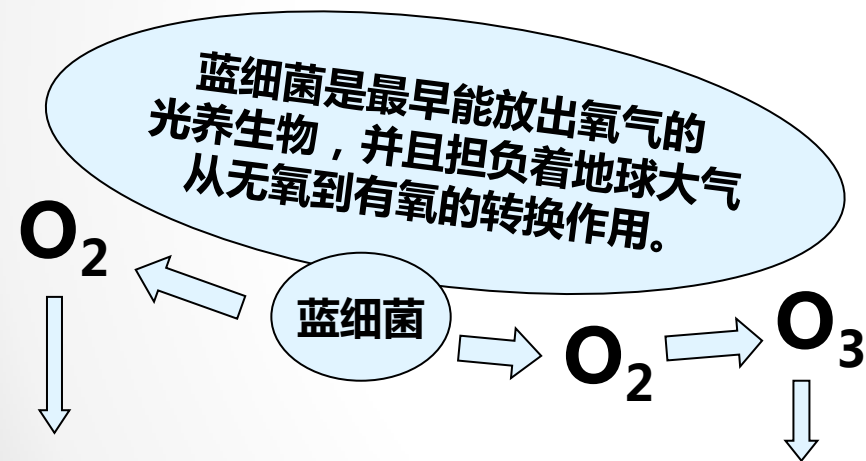 蓝细菌是最早能放出氧气的
光养生物，并且担负着地球大气
从无氧到有氧的转换作用。
O₂
蓝细菌
O₂
O₃